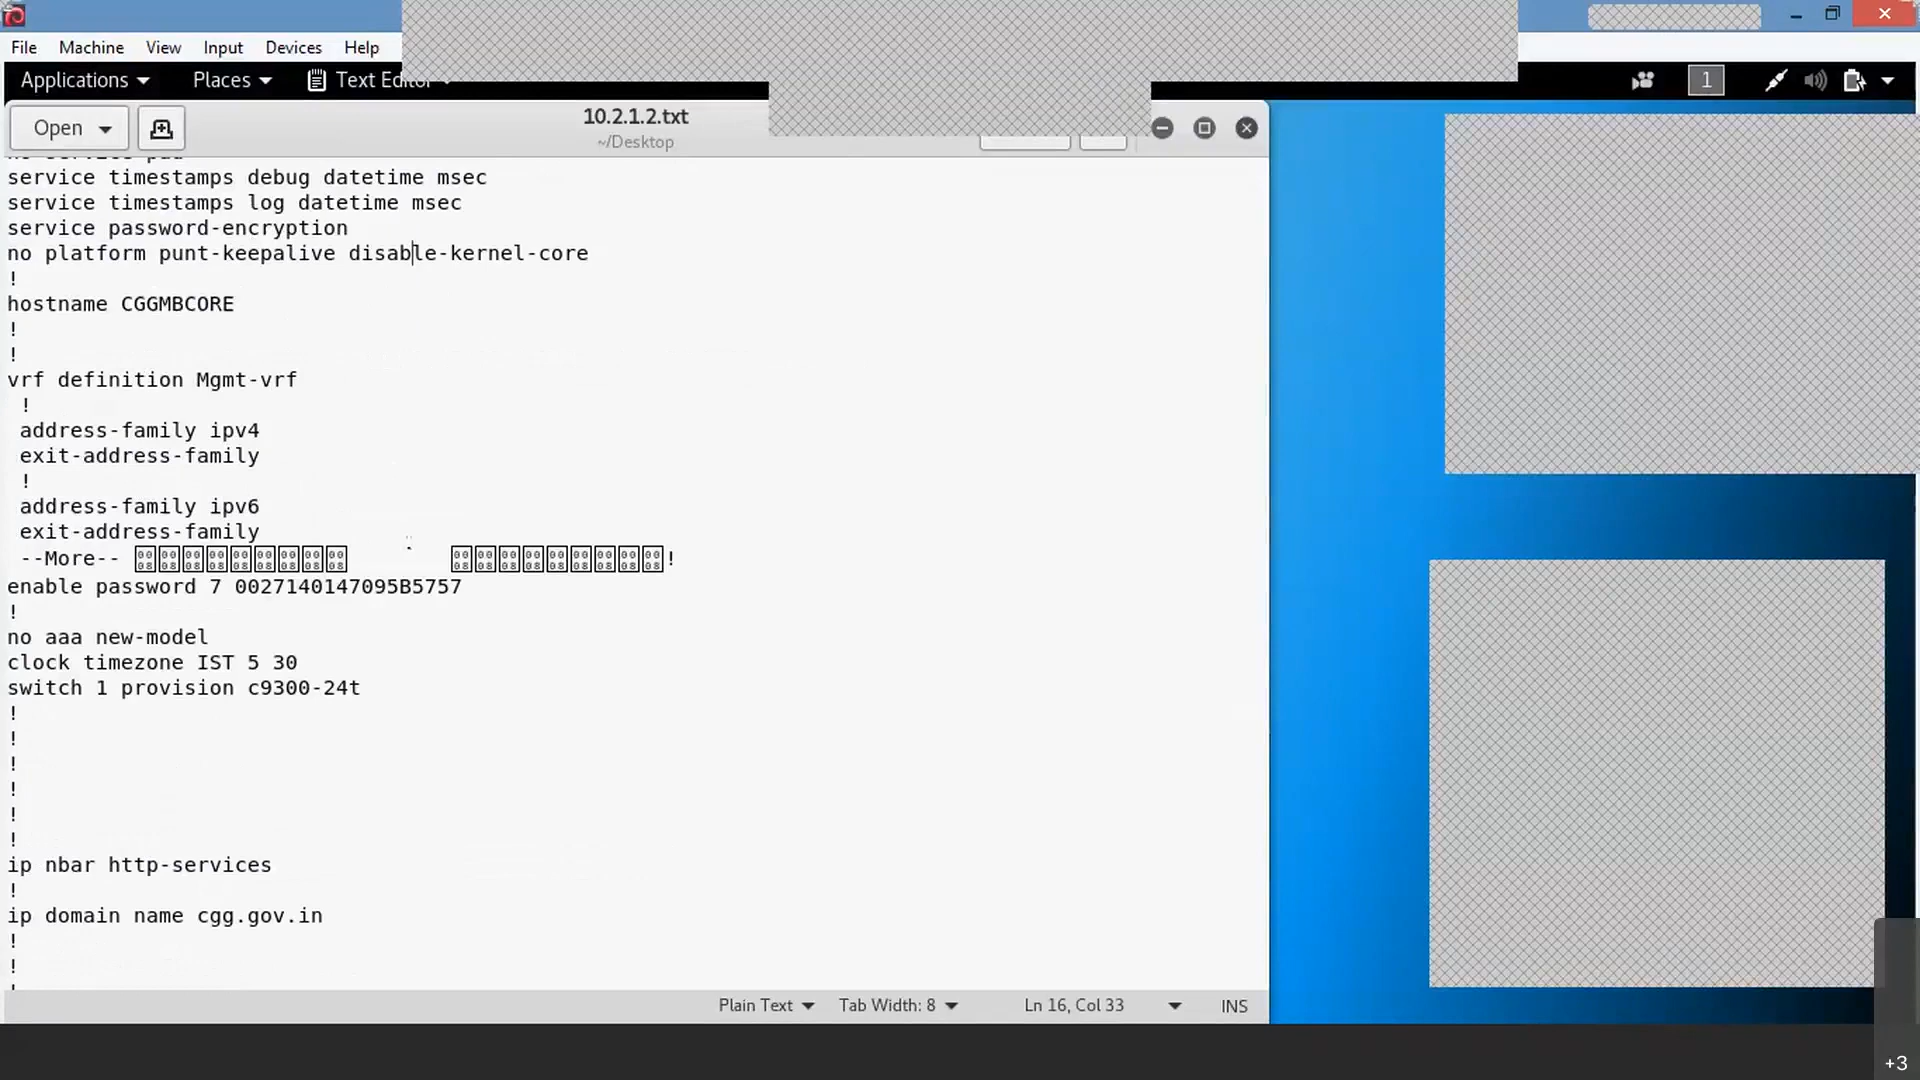 File Machine View Input Devices Help
Applications Places Text Editor 1
Open 10.2.1.2.txt
~/Desktop
service timestamps debug datetime msec
service timestamps log datetime msec
service password-encryption
no platform punt-keepalive disable-kernel-core
!
hostname CGGMBCORE
!
!
vrf definition Mgmt-vrf
!
address-family ipv4
exit-address-family
!
address-family ipv6
exit-address-family
--More-- !
enable password 7 0027140147095B5757
!
no aaa new-model
clock timezone IST 5 30
switch 1 provision c9300-24t
!
!
!
!
!
!
ip nbar http-services
!
ip domain name cgg.gov.in
!
!
Plain Text Tab Width: 8 Ln 16, Col 33 INS
+3